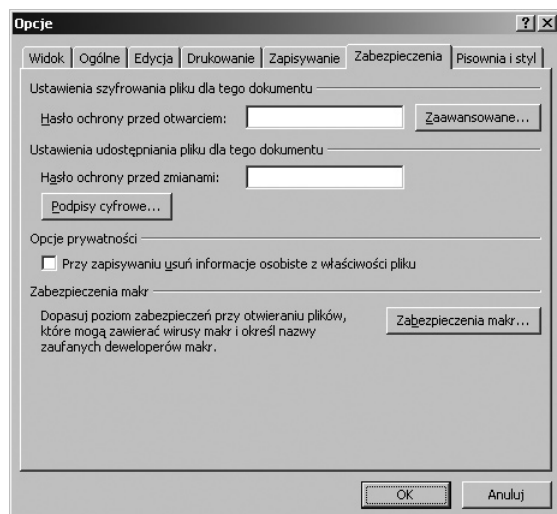 Opcje
Widok Ogólne Edycja Drukowanie Zapisywanie Zabezpieczenia Pisownia i styl
Ustawienia szyfrowania pliku dla tego dokumentu
Hasło ochrony przed otwarciem: Zaawansowane...
Ustawienia udostępniania pliku dla tego dokumentu
Hasło ochrony przed zmianami:
Podpisy cyfrowe...
Opcje prywatności
Przy zapisywaniu usuń informacje osobiste z właściwości pliku
Zabezpieczenia makr
Dopasuj poziom zabezpieczeń przy otwieraniu plików,
które mogą zawierać wirusy makr i określ nazwy
zaufanych deweloperów makr.
Zabezpieczenia makr...
OK Anuluj